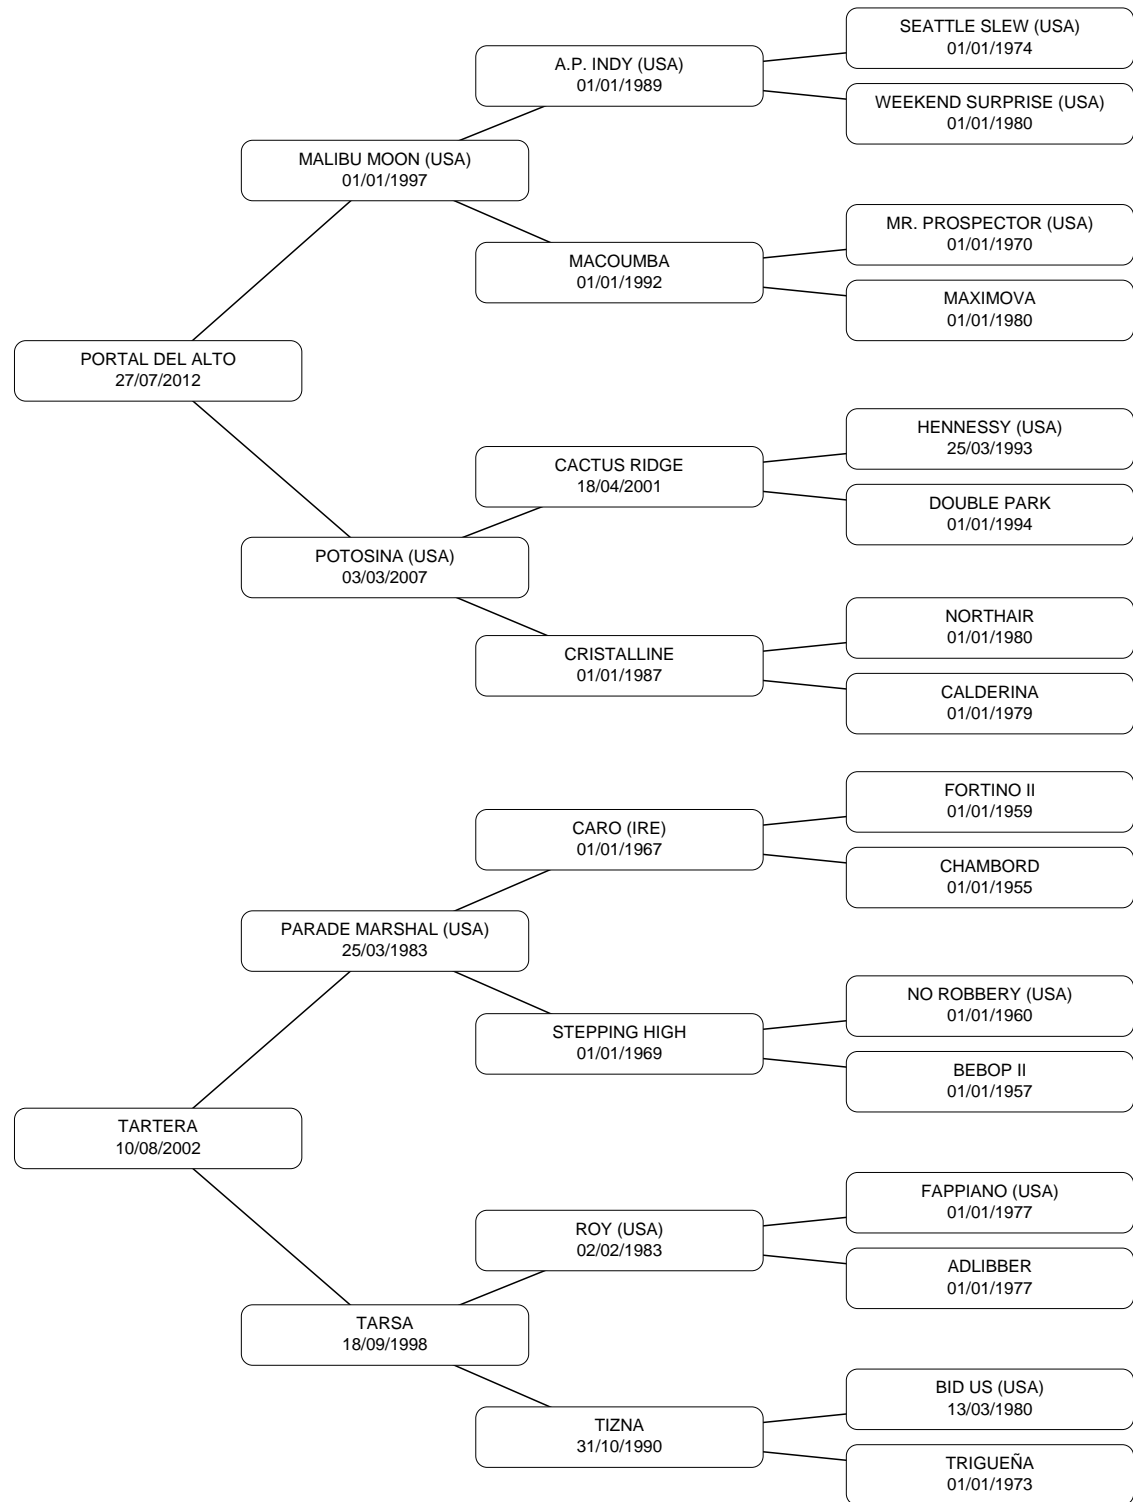 SEATTLE SLEW (USA)
01/01/1974
A.P. INDY (USA)
01/01/1989
WEEKEND SURPRISE (USA)
01/01/1980
MALIBU MOON (USA)
01/01/1997
MR. PROSPECTOR (USA)
01/01/1970
MACOUMBA
01/01/1992
MAXIMOVA
01/01/1980
PORTAL DEL ALTO
27/07/2012
HENNESSY (USA)
25/03/1993
CACTUS RIDGE
18/04/2001
DOUBLE PARK
01/01/1994
POTOSINA (USA)
03/03/2007
NORTHAIR
01/01/1980
CRISTALLINE
01/01/1987
CALDERINA
01/01/1979
FORTINO II
01/01/1959
CARO (IRE)
01/01/1967
CHAMBORD
01/01/1955
PARADE MARSHAL (USA)
25/03/1983
NO ROBBERY (USA)
01/01/1960
STEPPING HIGH
01/01/1969
BEBOP II
01/01/1957
TARTERA
10/08/2002
FAPPIANO (USA)
01/01/1977
ROY (USA)
02/02/1983
ADLIBBER
01/01/1977
TARSA
18/09/1998
BID US (USA)
13/03/1980
TIZNA
31/10/1990
TRIGUEÑA
01/01/1973